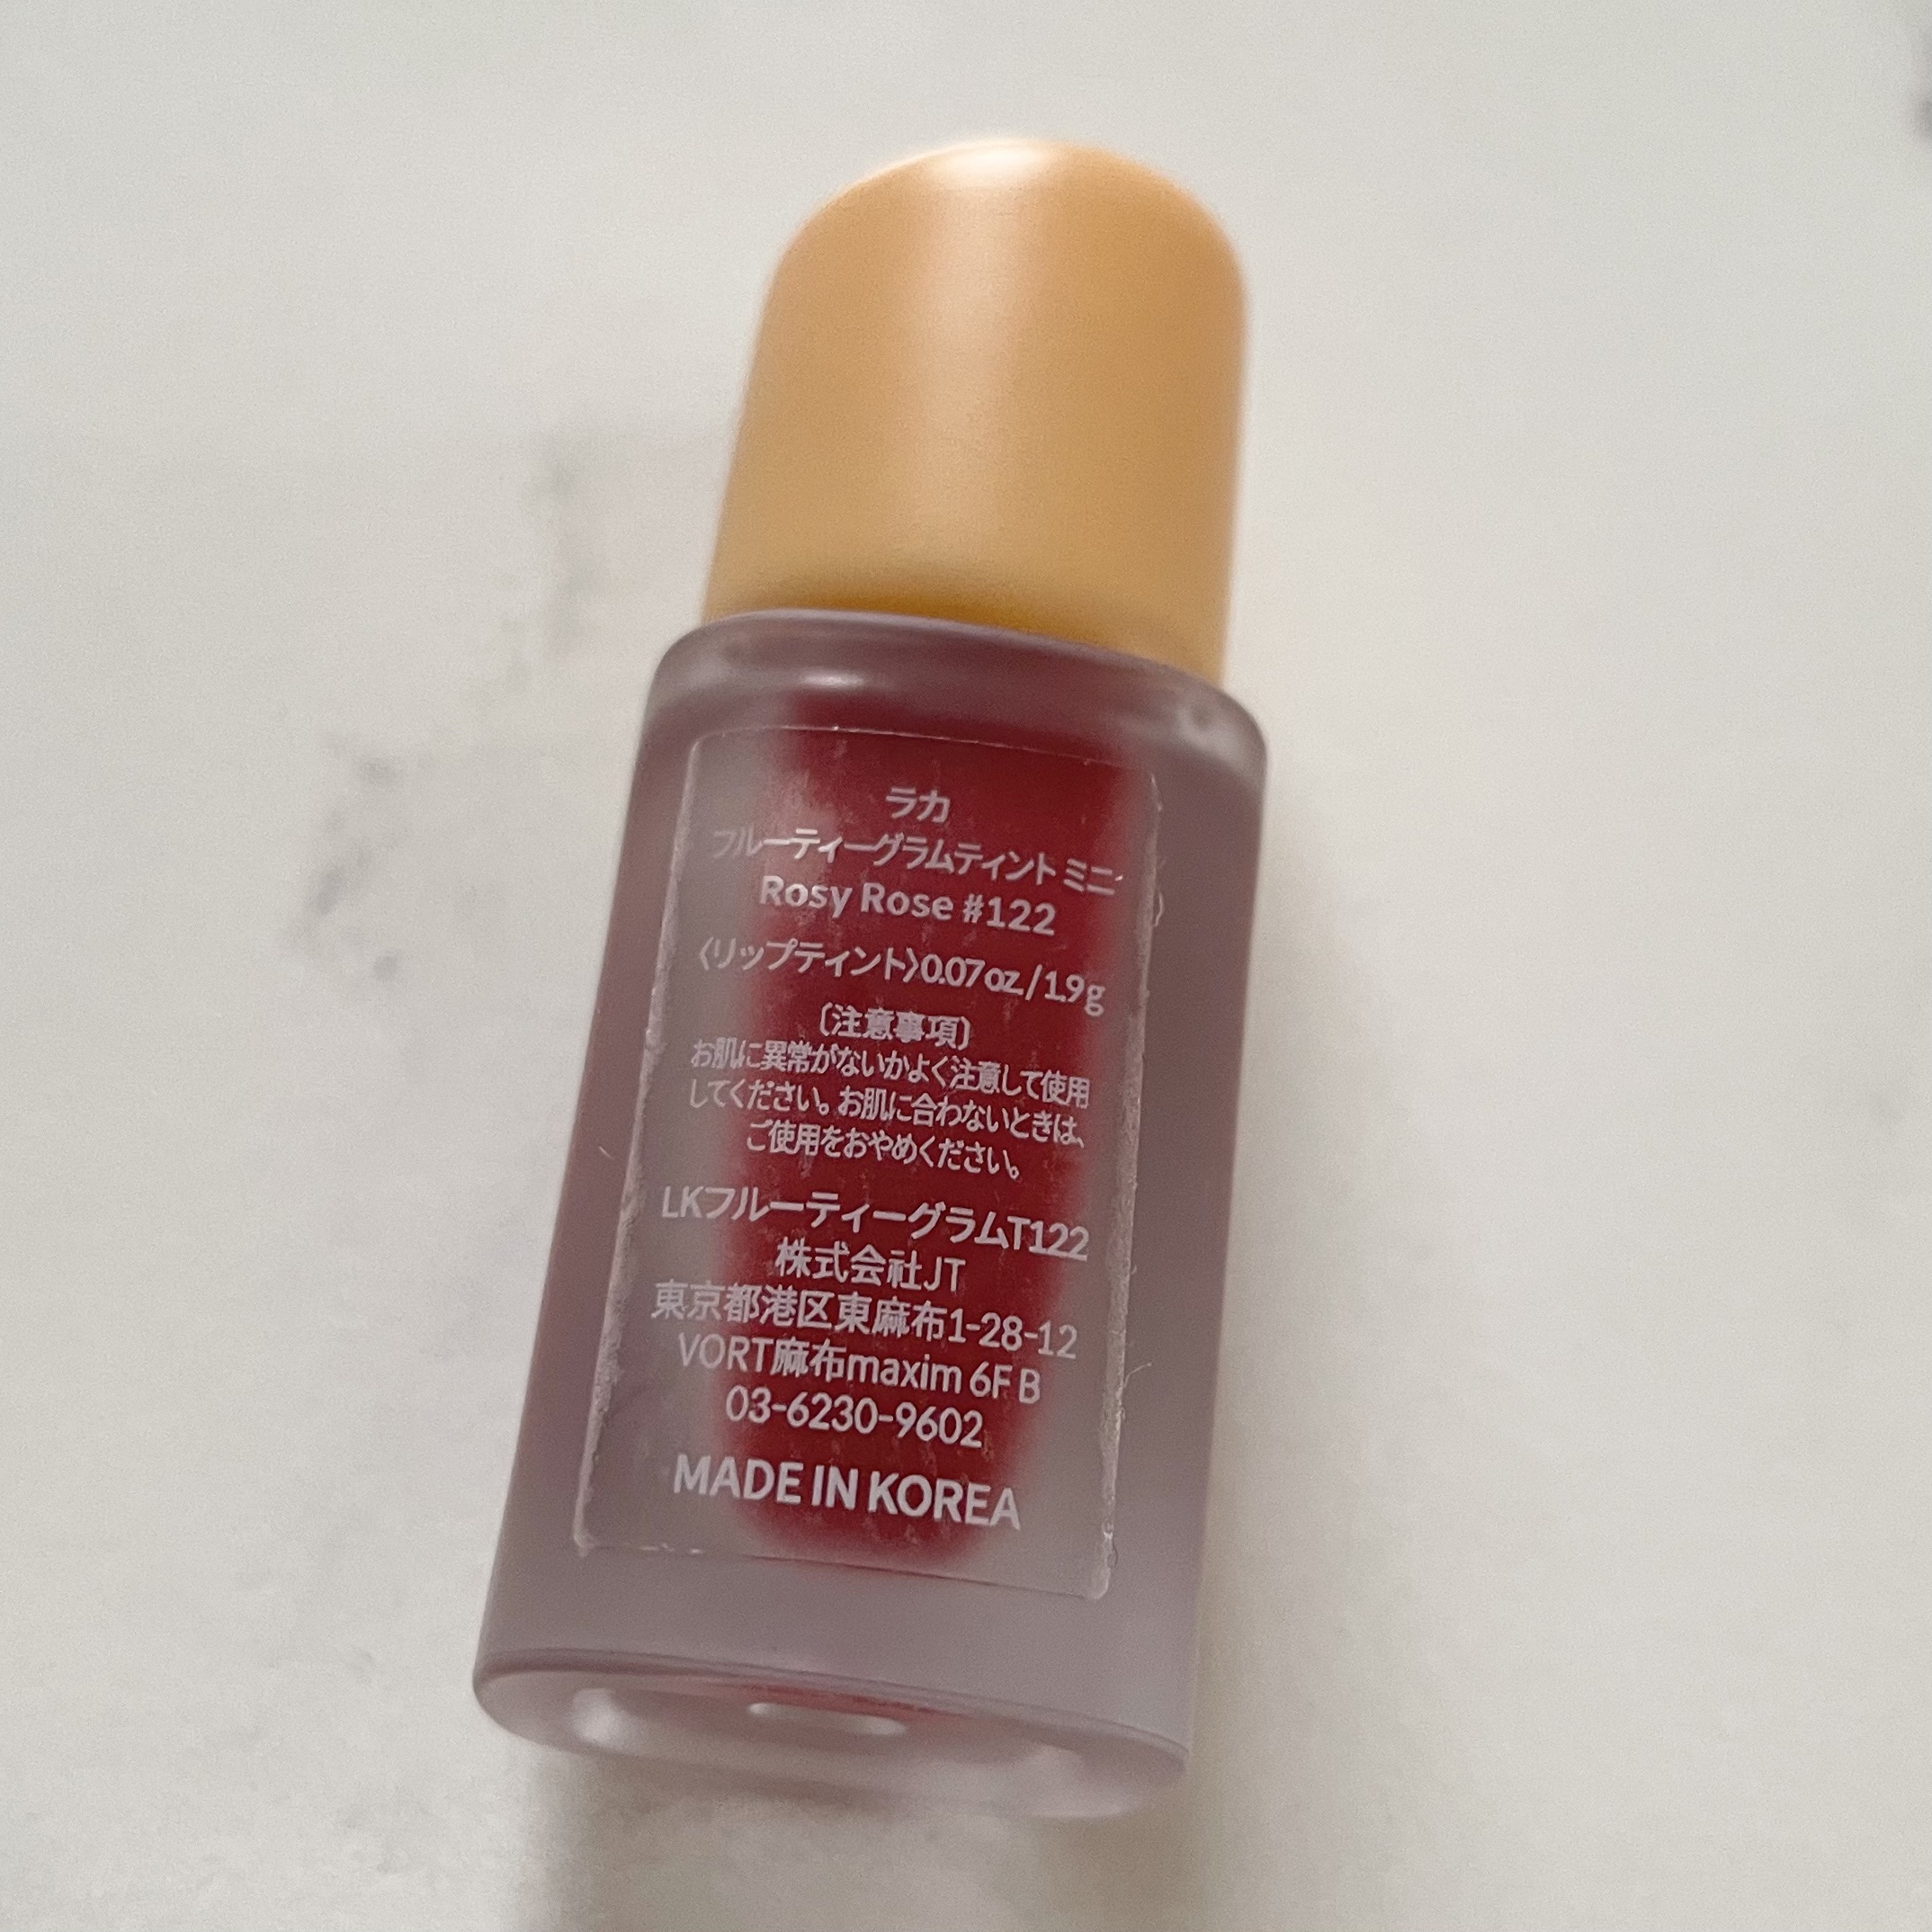 ラカ
フルーティーグラムティント ミニ
Rosy Rose #122
〈リップティント〉0.07oz./1.9g
〔注意事項〕
お肌に異常がないかよく注意して使用
してください。お肌に合わないときは、
ご使用をおやめください。
LKフルーティーグラムT122
株式会社JT
東京都港区東麻布1-28-12
VORT麻布maxim 6F B
03-6230-9602
MADE IN KOREA